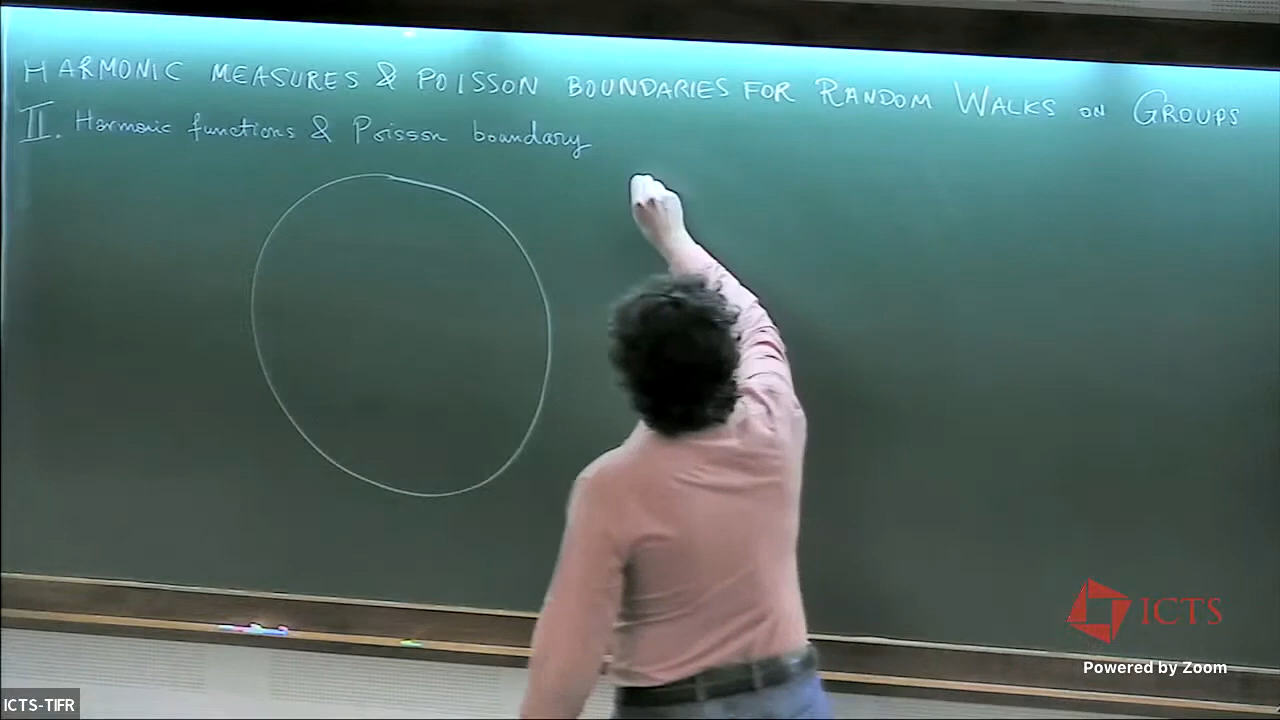 HARMONIC MEASURES & POISSON BOUNDARIES FOR RANDOM WALKS ON GROUPS
II. Harmonic functions & Poisson boundary
ICTS
Powered by Zoom
ICTS-TIFR